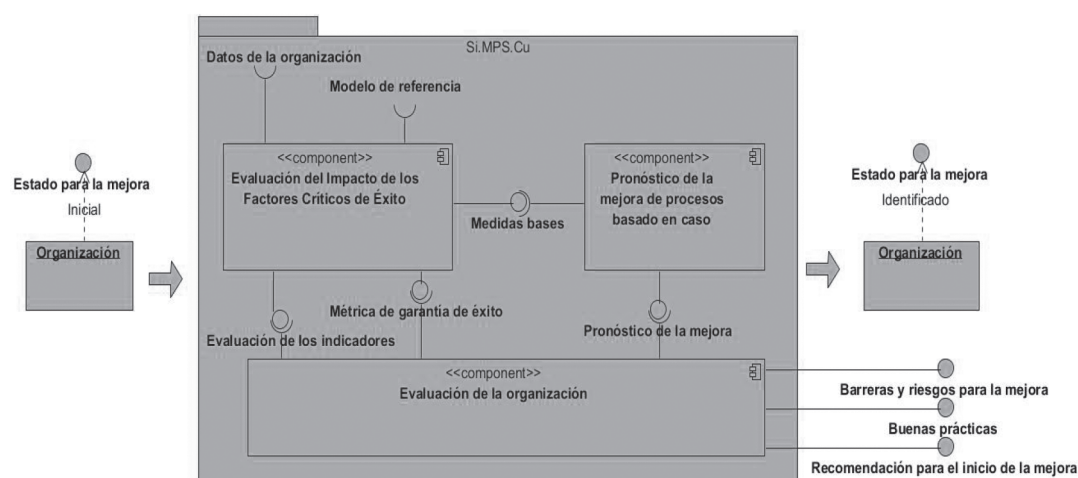 Si.MPS.Cu
Datos de la organización
Modelo de referencia
<<component>>
Evaluación del Impacto de los
Factores Críticos de Éxito
<<component>>
Pronóstico de la
mejora de procesos
basado en caso
Estado para la mejora
Inicial
Organización
Medidas bases
Estado para la mejora
Identificado
Organización
Métrica de garantia de éxito
Evaluación de los indicadores
Pronóstico de la mejora
<<component>>
Evaluación de la organización
Barreras y riesgos para la mejora
Buenas prácticas
Recomendación para el inicio de la mejora